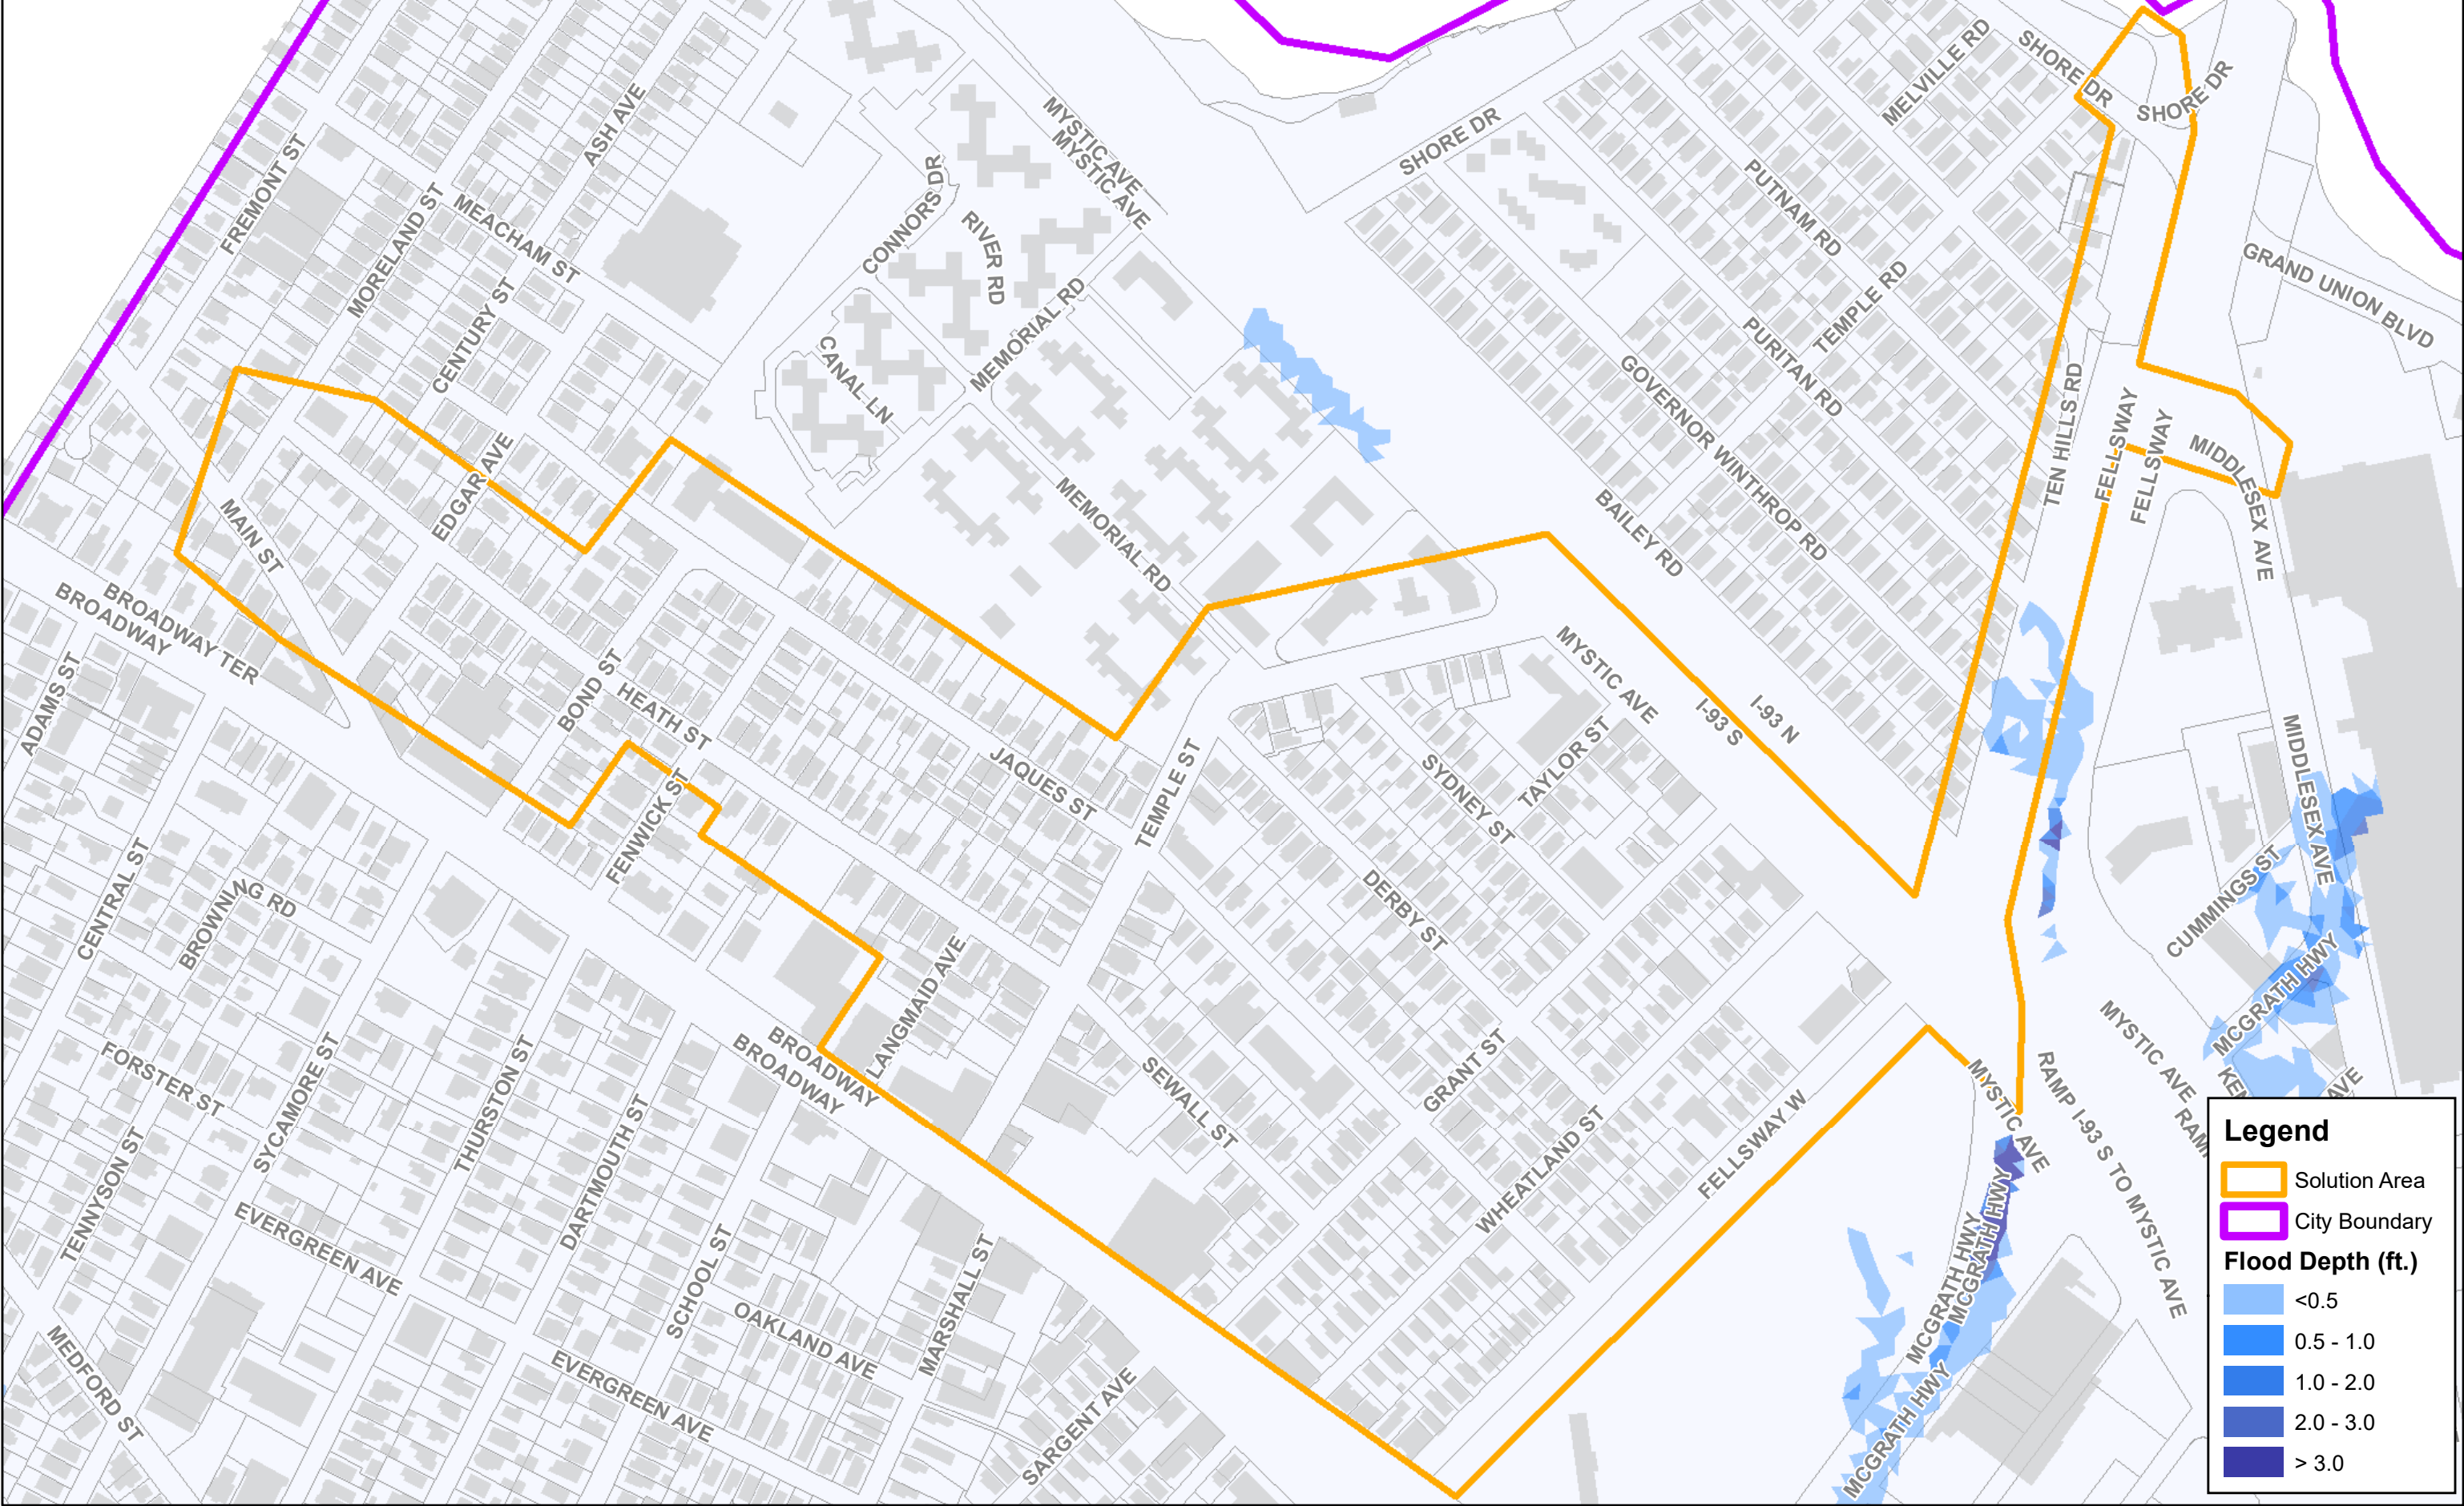 SHORE DR
MELVILLE RD
SHORE DR
ASH AVE
MYSTIC AVE
MYSTIC AVE
SHORE DR
FREMONT ST
MORELAND ST
MEACHAM ST
CONNORS DR
RIVER RD
PUTNAM RD
TEMPLE RD
GRAND UNION BLVD
CENTURY ST
MEMORIAL RD
CANAL LN
PURITAN RD
GOVERNOR WINTHROP RD
TEN HILLS RD
FELLSWAY
FELLSWAY
MIDDLESEX AVE
EDGAR AVE
MAIN ST
MEMORIAL RD
BAILEY RD
BROADWAY TER
BROADWAY
ADAMS ST
BOND ST
HEATH ST
MYSTIC AVE
I-93 S
I-93 N
JAQUES ST
TEMPLE ST
SYDNEY ST
TAYLOR ST
MIDDLESEX AVE
FENWICK ST
CENTRAL ST
BROWNING RD
DERBY ST
CUMMINGS ST
LANGMAID AVE
MCGRATH HWY
BROADWAY
BROADWAY
FORSTER ST
SYCAMORE ST
THURSTON ST
SEWALL ST
GRANT ST
MYSTIC AVE
RAMP I-93 S TO MYSTIC AVE
MYSTIC AVE
RAM
KEN
AVE
TENNYSON ST
DARTMOUTH ST
WHEATLAND ST
FELLSWAY W
EVERGREEN AVE
SCHOOL ST
MARSHALL ST
OAKLAND AVE
MCGRATH HWY
MCGRATH HWY
MEDFORD ST
EVERGREEN AVE
SARGENT AVE
MCGRATH HWY
Legend
Solution Area
City Boundary
Flood Depth (ft.)
<0.5
0.5 - 1.0
1.0 - 2.0
2.0 - 3.0
> 3.0